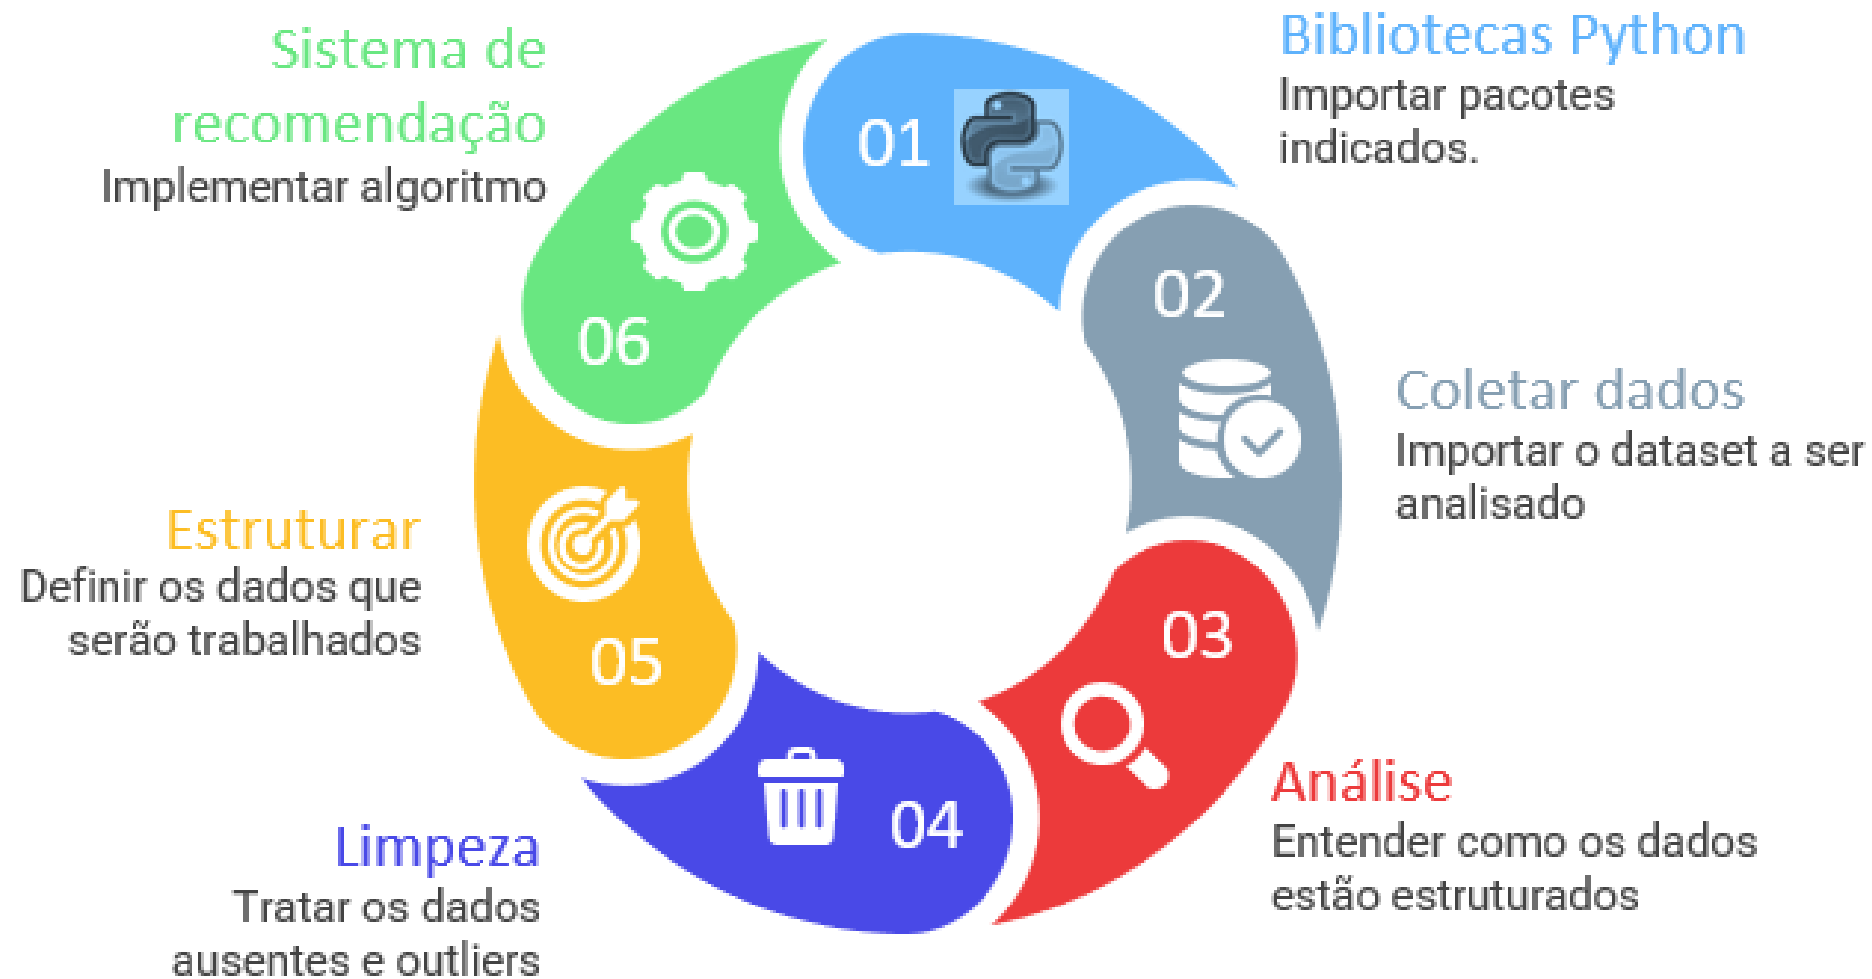 01
Bibliotecas Python
Importar pacotes
indicados.
02
Coletar dados
Importar o dataset a ser
analisado
03
Análise
Entender como os dados
estão estruturados
04
Limpeza
Tratar os dados
ausentes e outliers
05
Estruturar
Definir os dados que
serão trabalhados
06
Sistema de
recomendação
Implementar algoritmo